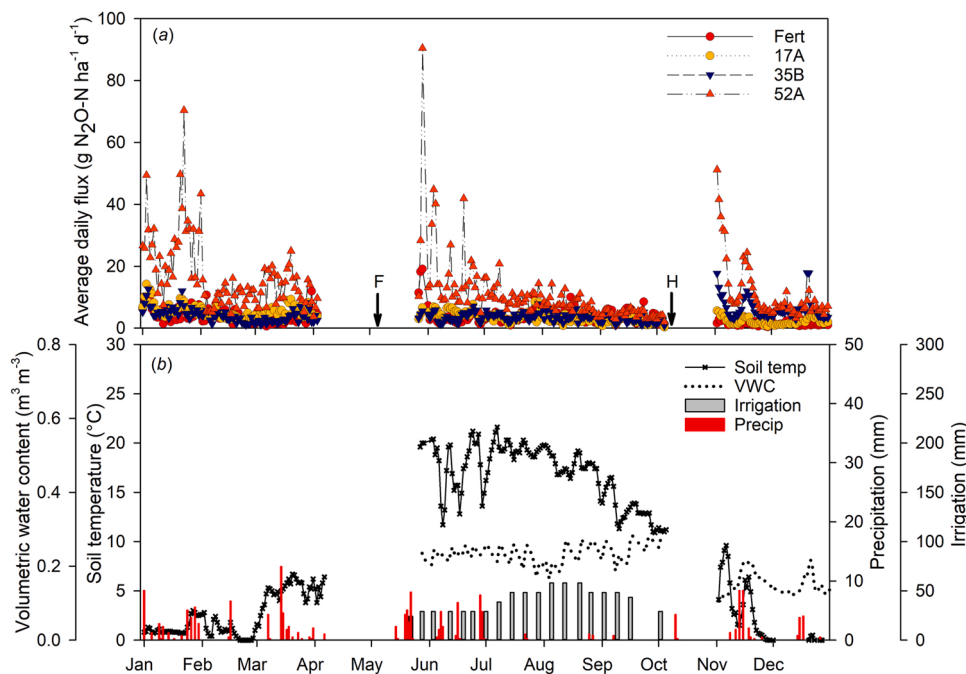 (a)
Fert
17A
35B
52A
Average daily flux (g N2O-N ha-1 d-1)
100
80
60
40
20
0
F
H
(b)
Soil temp
VWC
Irrigation
Precip
Volumetric water content (m3 m-3)
0.8
0.6
0.4
0.2
0.0
Soil temperature (°C)
30
25
20
15
10
5
0
Precipitation (mm)
50
40
30
20
10
0
Irrigation (mm)
300
250
200
150
100
50
0
Jan Feb Mar Apr May Jun Jul Aug Sep Oct Nov Dec